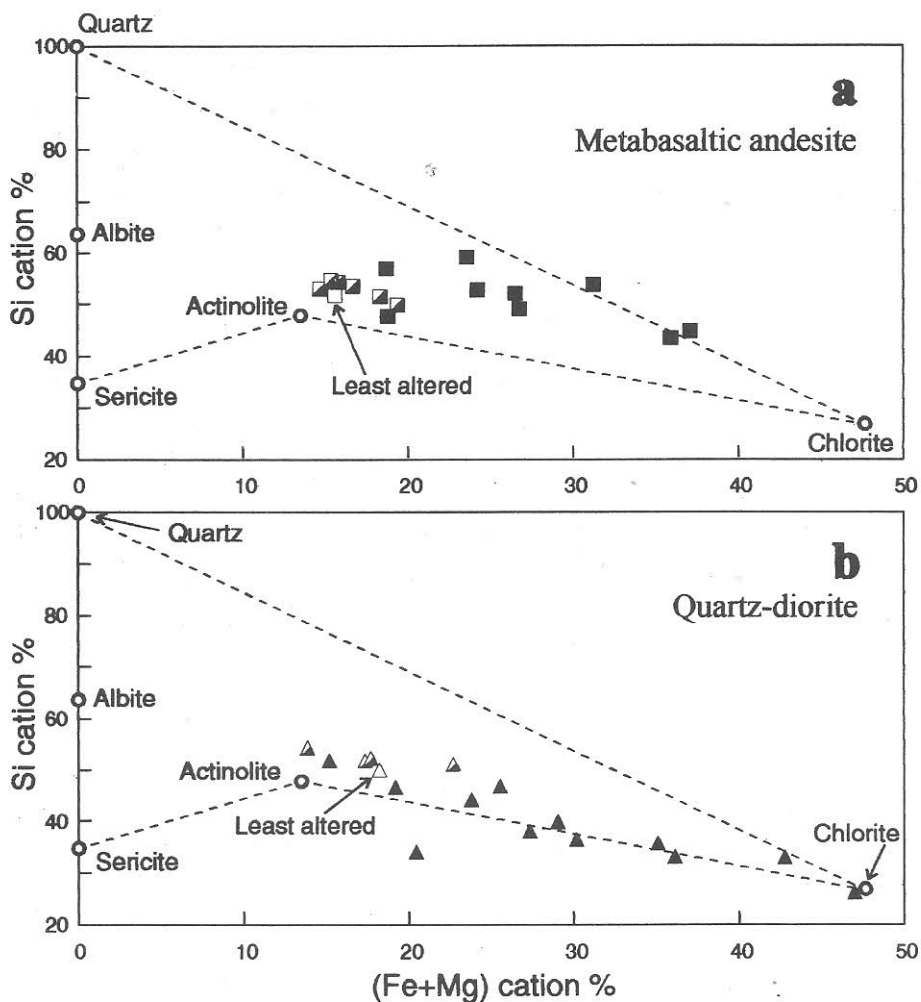 Quartz
100
a
Metabasaltic andesite
80
Si cation %
Albite
60
Actinolite
40
Least altered
Sericite
Chlorite
20
0
10
20
30
40
50
100
Quartz
b
Quartz-diorite
80
Si cation %
Albite
60
Actinolite
40
Least altered
Chlorite
Sericite
20
0
10
20
30
40
50
(Fe+Mg) cation %